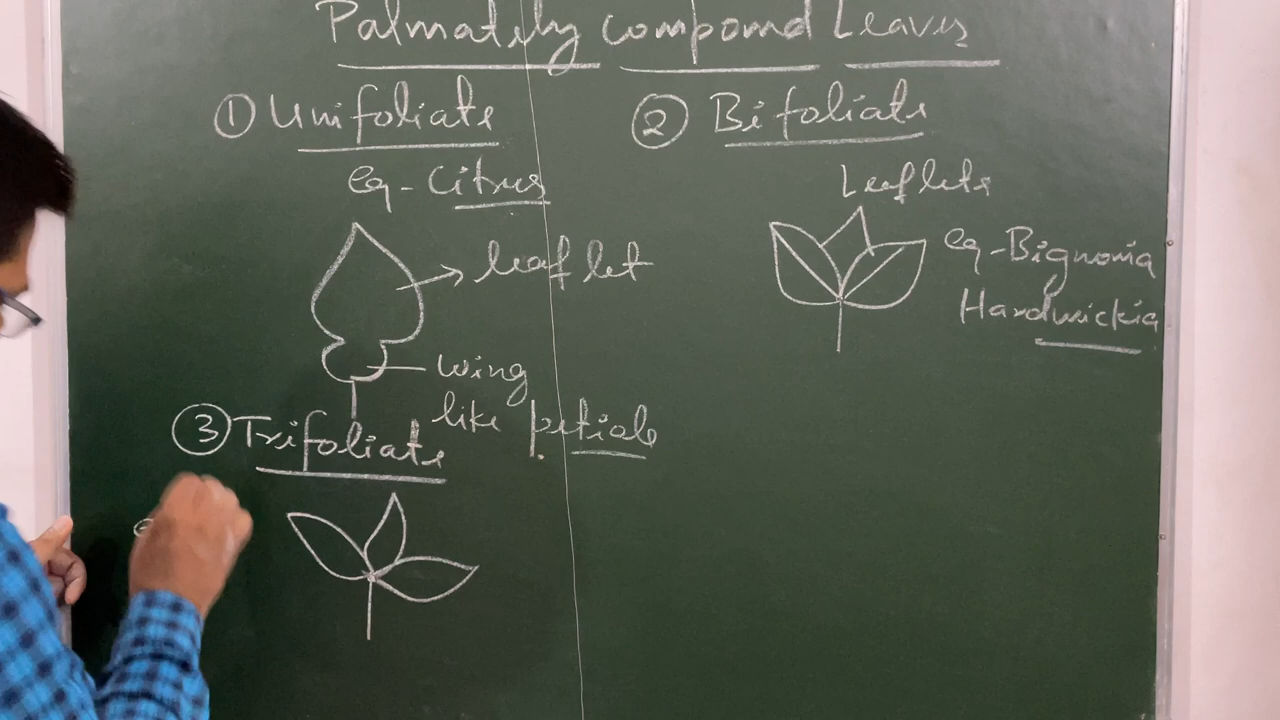 Palmately compound Leaves
① Unifoliate
eg - Citrus
leaflet
wing
like petiole
② Bifoliate
Leaflets
eg - Bignonia
Hardwickia
③ Trifoliate